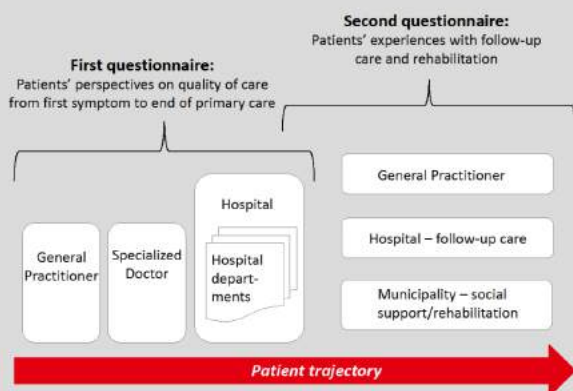 Second questionnaire:
Patients' experiences with follow-up
care and rehabilitation
First questionnaire:
Patients' perspectives on quality of care
from first symptom to end of primary care
General
Practitioner
Specialized
Doctor
Hospital
Hospital
depart-
ments
General Practitioner
Hospital – follow-up care
Municipality – social
support/rehabilitation
Patient trajectory